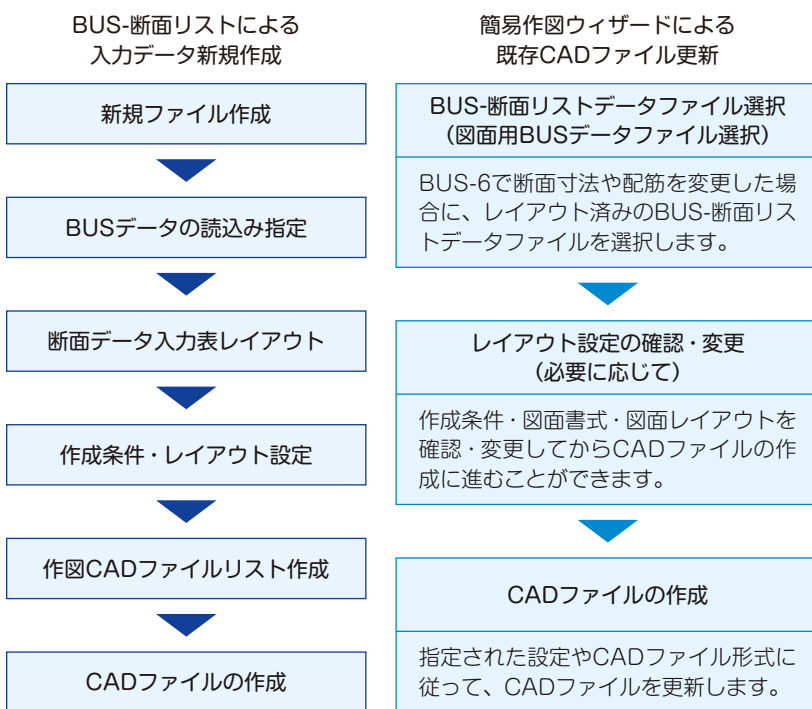 BUS-断面リストによる
入力データ新規作成
新規ファイル作成
BUSデータの読込み指定
断面データ入力表レイアウト
作成条件・レイアウト設定
作図CADファイルリスト作成
CADファイルの作成
簡易作図ウィザードによる
既存CADファイル更新
BUS-断面リストデータファイル選択
(図面用BUSデータファイル選択)
BUS-6で断面寸法や配筋を変更した場
合に、レイアウト済みのBUS-断面リス
トデータファイルを選択します。
レイアウト設定の確認・変更
(必要に応じて)
作成条件・図面書式・図面レイアウトを
確認・変更してからCADファイルの作
成に進むことができます。
CADファイルの作成
指定された設定やCADファイル形式に
従って、CADファイルを更新します。